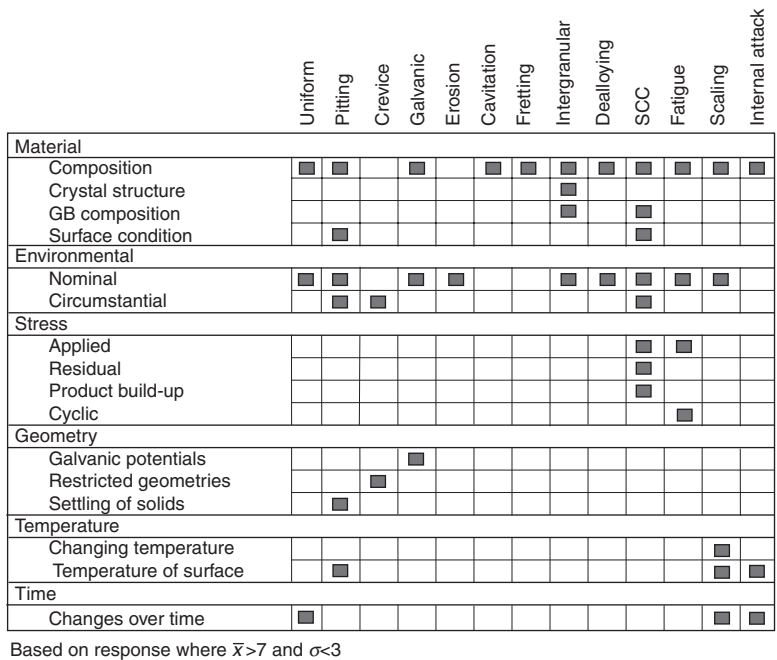 Uniform
Pitting
Crevice
Galvanic
Erosion
Cavitation
Fretting
Intergranular
Dealloying
SCC
Fatigue
Scaling
Internal attack
Material
Composition
Crystal structure
GB composition
Surface condition
Environmental
Nominal
Circumstantial
Stress
Applied
Residual
Product build-up
Cyclic
Geometry
Galvanic potentials
Restricted geometries
Settling of solids
Temperature
Changing temperature
Temperature of surface
Time
Changes over time
Based on response where x̅>7 and σ<3